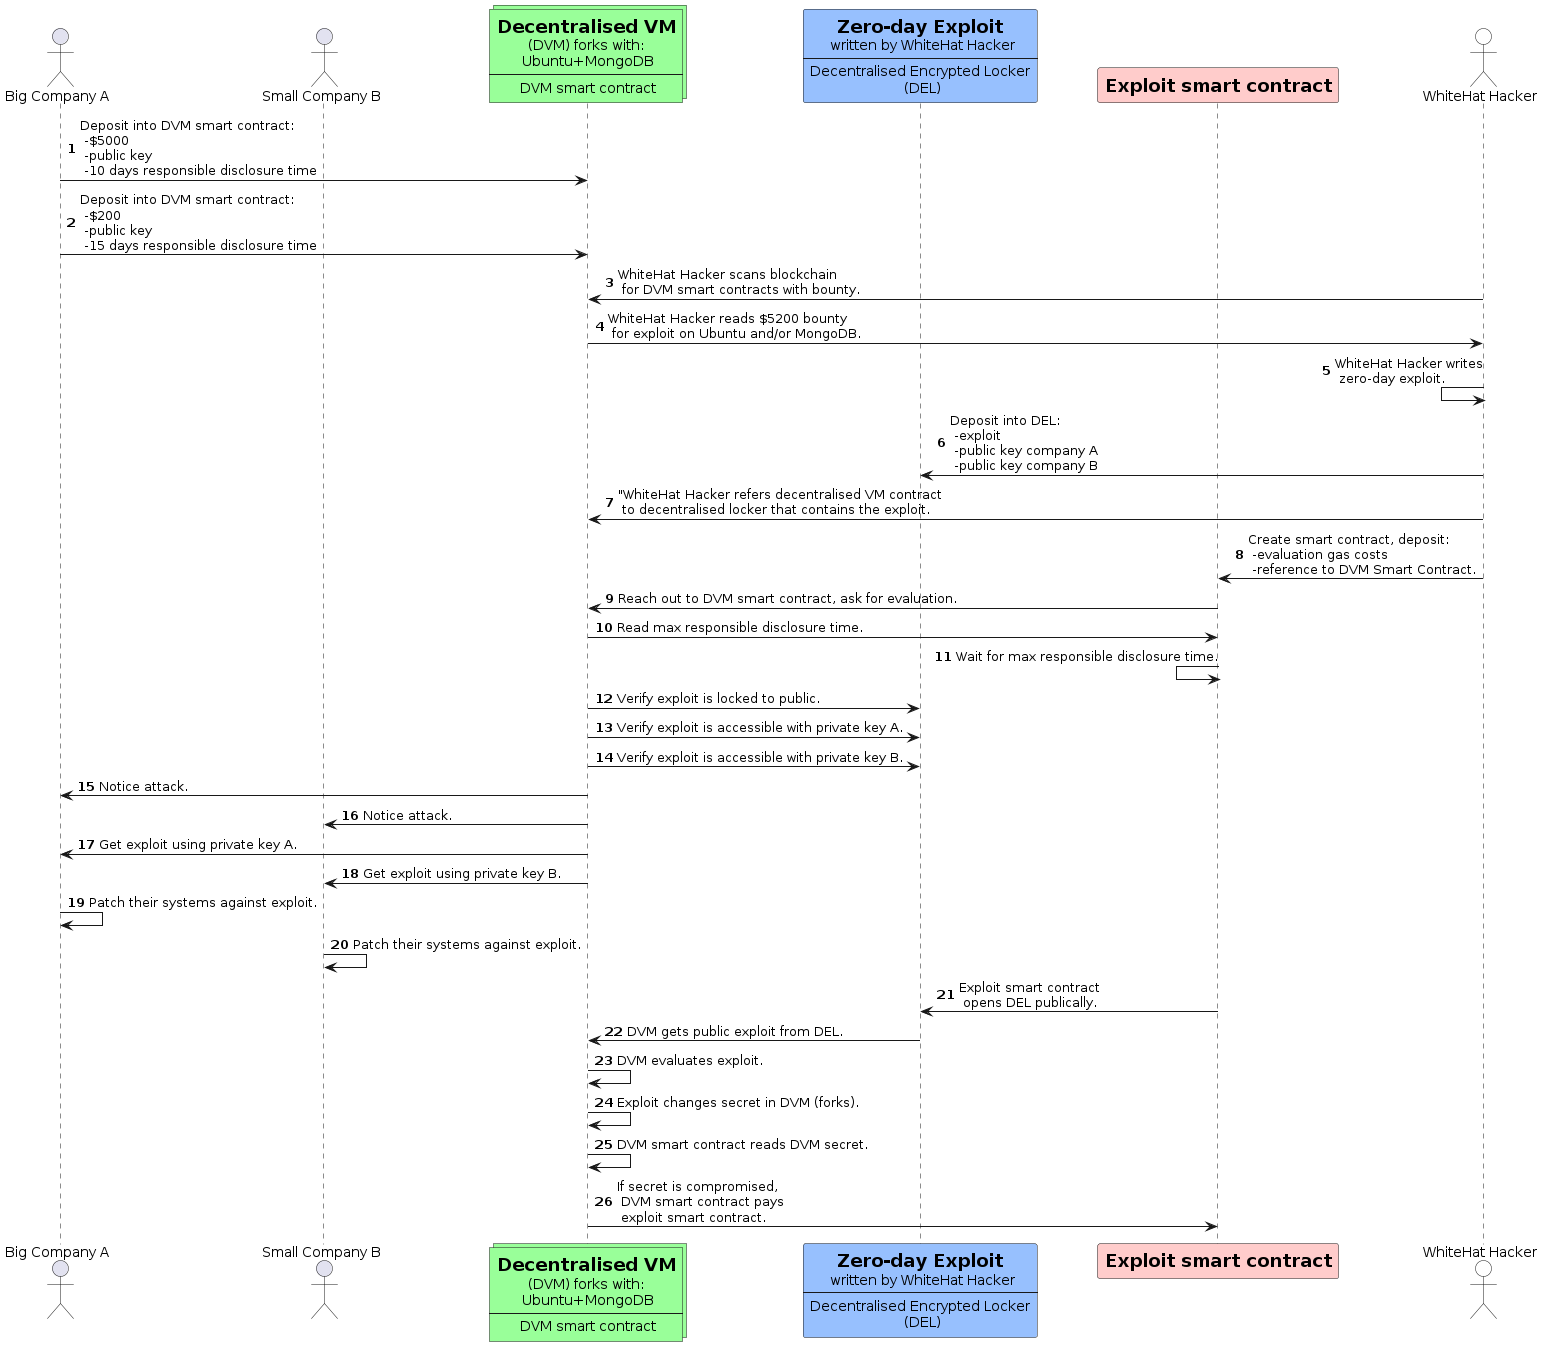 Decentralised VM
(DVM) forks with:
Ubuntu+MongoDB
DVM smart contract
Zero-day Exploit
written by WhiteHat Hacker
Decentralised Encrypted Locker
(DEL)
Big Company A
Small Company B
Exploit smart contract
WhiteHat Hacker
1 Deposit into DVM smart contract:
-$5000
-public key
-10 days responsible disclosure time
2 Deposit into DVM smart contract:
-$200
-public key
-15 days responsible disclosure time
3 WhiteHat Hacker scans blockchain
for DVM smart contracts with bounty.
4 WhiteHat Hacker reads $5200 bounty
for exploit on Ubuntu and/or MongoDB.
5 WhiteHat Hacker writes
zero-day exploit.
6 Deposit into DEL:
-exploit
-public key company A
-public key company B
7 "WhiteHat Hacker refers decentralised VM contract
to decentralised locker that contains the exploit.
8 Create smart contract, deposit:
-evaluation gas costs
-reference to DVM Smart Contract.
9 Reach out to DVM smart contract, ask for evaluation.
10 Read max responsible disclosure time.
11 Wait for max responsible disclosure time.
12 Verify exploit is locked to public.
13 Verify exploit is accessible with private key A.
14 Verify exploit is accessible with private key B.
15 Notice attack.
16 Notice attack.
17 Get exploit using private key A.
18 Get exploit using private key B.
19 Patch their systems against exploit.
20 Patch their systems against exploit.
21 Exploit smart contract
opens DEL publically.
22 DVM gets public exploit from DEL.
23 DVM evaluates exploit.
24 Exploit changes secret in DVM (forks).
25 DVM smart contract reads DVM secret.
26 If secret is compromised,
DVM smart contract pays
exploit smart contract.
Big Company A
Small Company B
Decentralised VM
(DVM) forks with:
Ubuntu+MongoDB
DVM smart contract
Zero-day Exploit
written by WhiteHat Hacker
Decentralised Encrypted Locker
(DEL)
Exploit smart contract
WhiteHat Hacker